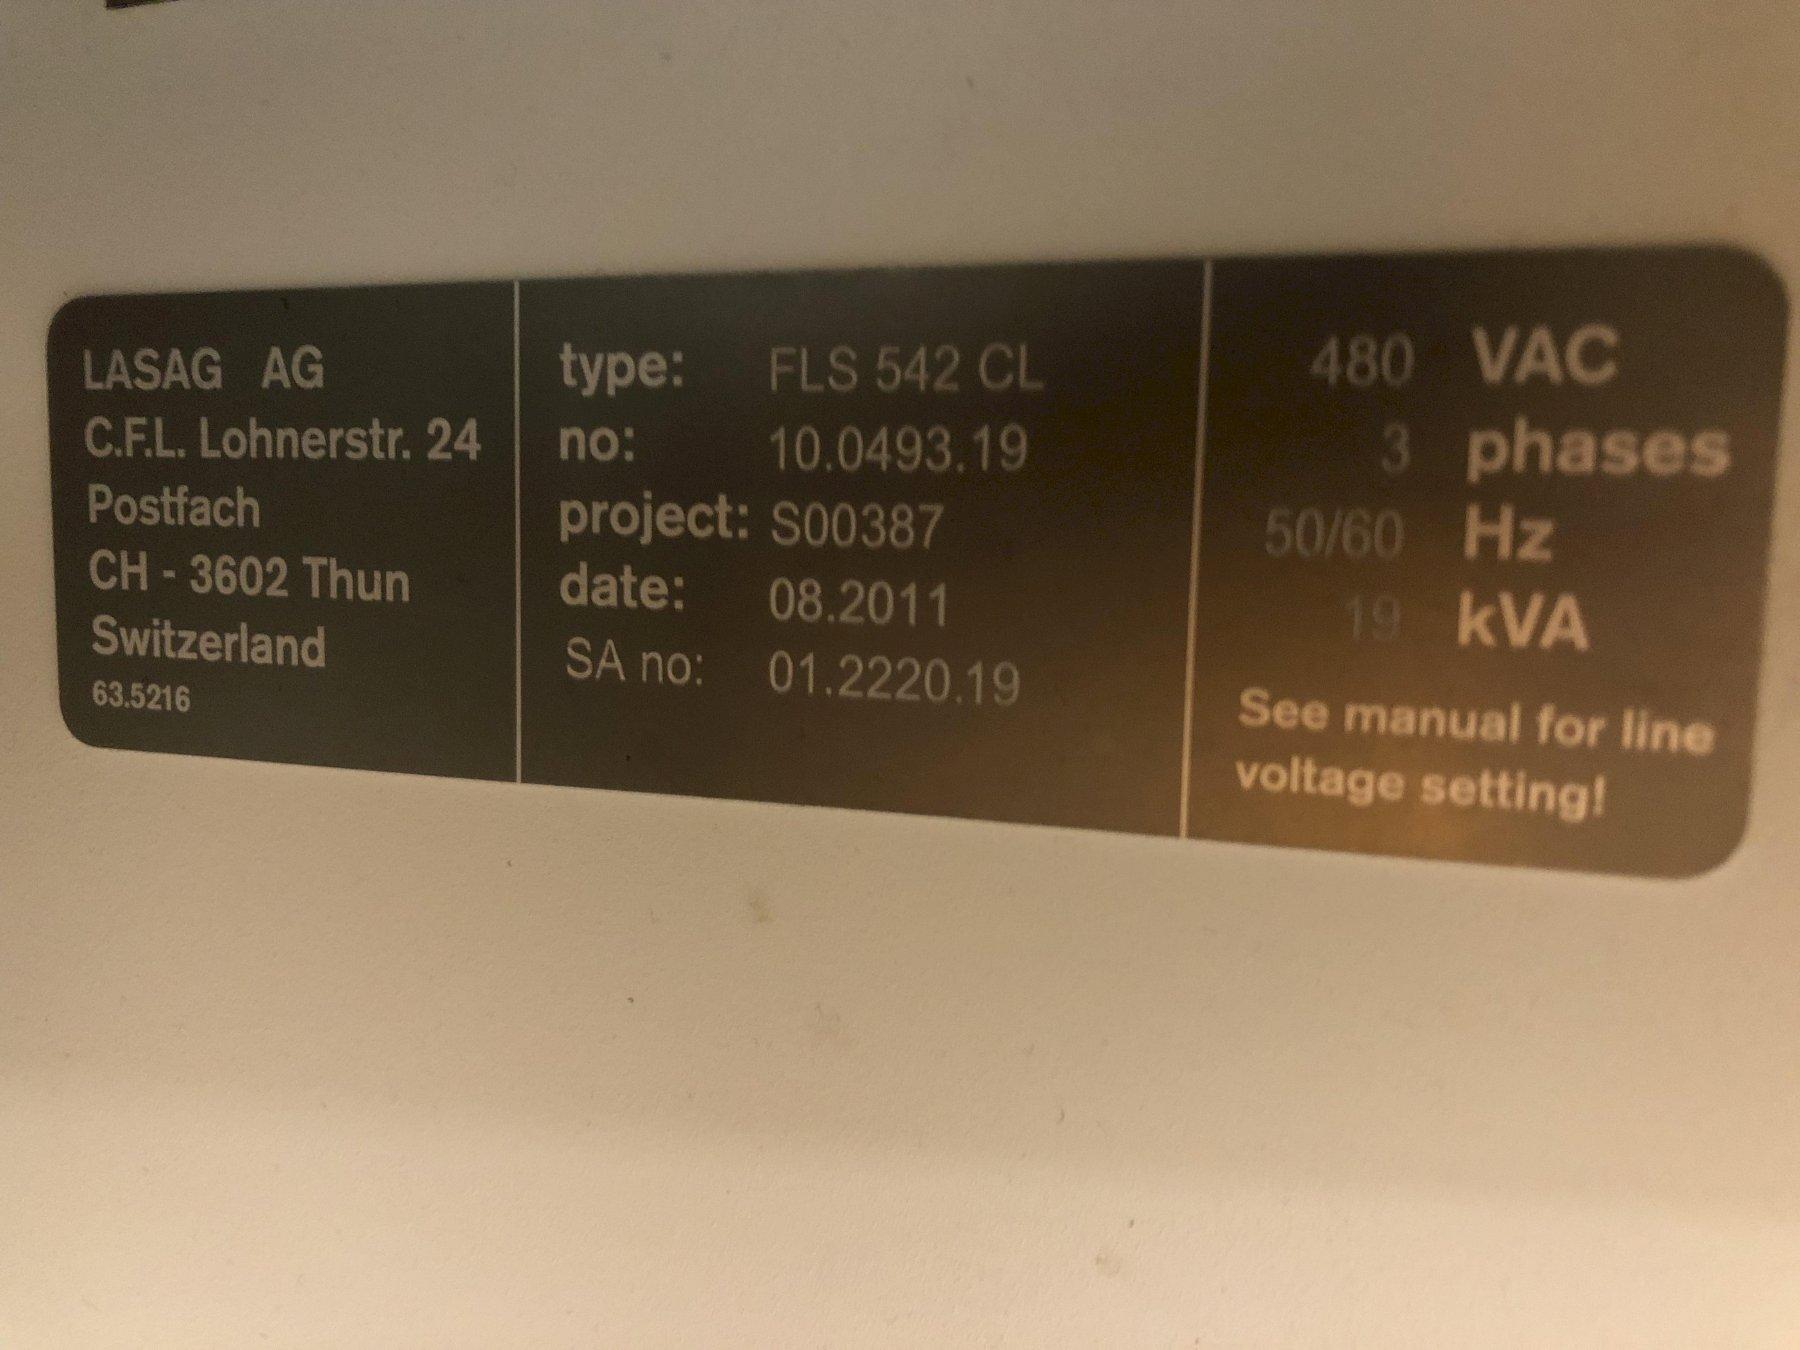 LASAG AG
C.F.L. Lohnerstr. 24
Postfach
CH - 3602 Thun
Switzerland
63.5216
type: FLS 542 CL
no: 10.0493.19
project: S00387
date: 08.2011
SA no: 01.2220.19
480 VAC
3 phases
50/60 Hz
19 kVA
See manual for line
voltage setting!